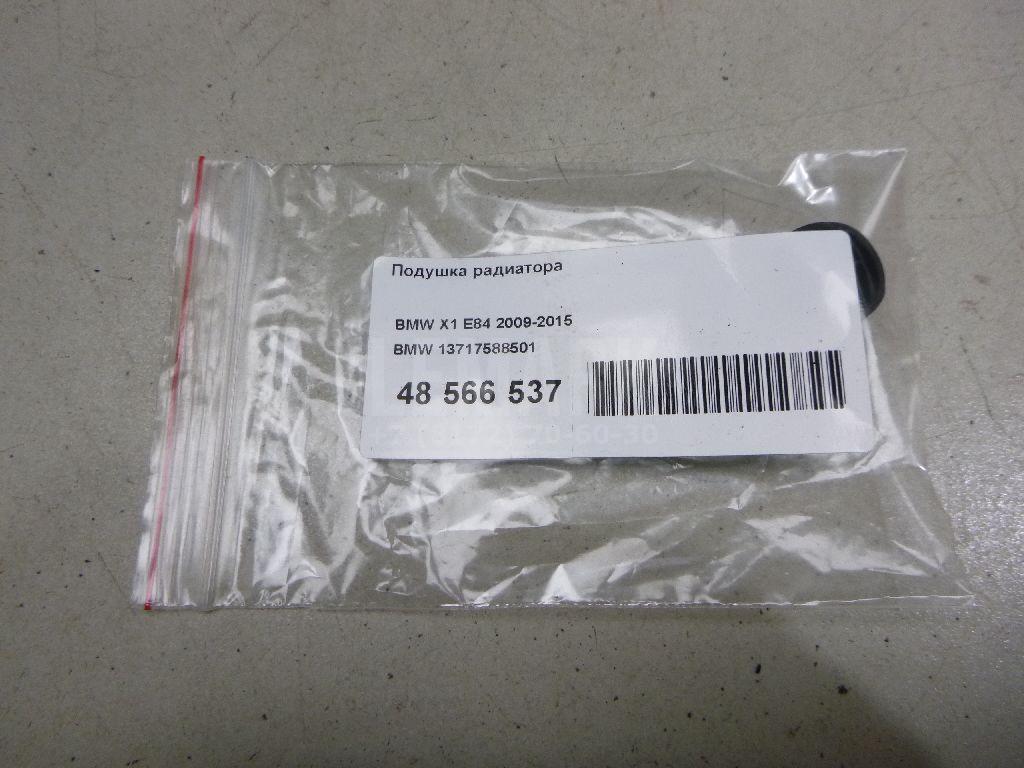 Подушка радиатора
BMW X1 E84 2009-2015
BMW 13717588501
48 566 537